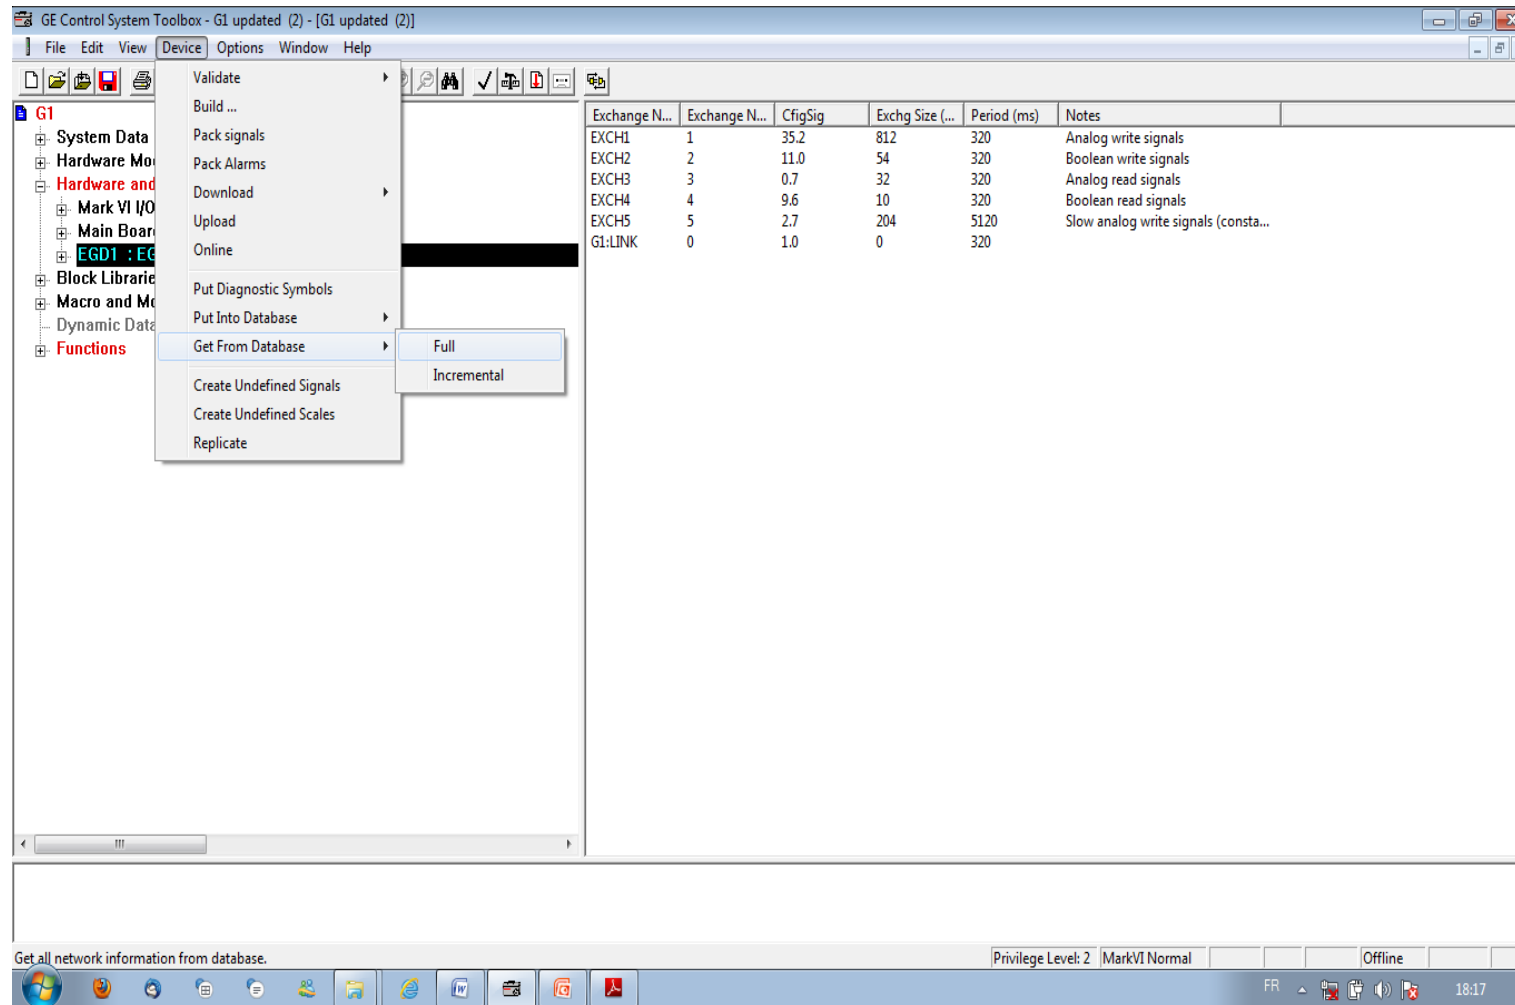 GE Control System Toolbox - G1 updated (2) - [G1 updated (2)]
File Edit View Device Options Window Help
Validate
Build ...
Pack signals
Pack Alarms
Download
Upload
Online
Put Diagnostic Symbols
Put Into Database
Get From Database
Create Undefined Signals
Create Undefined Scales
Replicate
Full
Incremental
G1
System Data
Hardware Mo
Hardware and
Mark VI I/O
Main Boar
EGD1 : EG
Block Librarie
Macro and Mo
Dynamic Data
Functions
Exchange N... Exchange N... CfigSig Exchg Size (... Period (ms) Notes
EXCH1 1 35.2 812 320 Analog write signals
EXCH2 2 11.0 54 320 Boolean write signals
EXCH3 3 0.7 32 320 Analog read signals
EXCH4 4 9.6 10 320 Boolean read signals
EXCH5 5 2.7 204 5120 Slow analog write signals (consta...
G1:LINK 0 1.0 0 320
Get all network information from database.
Privilege Level: 2 MarkVI Normal Offline
FR 18:17